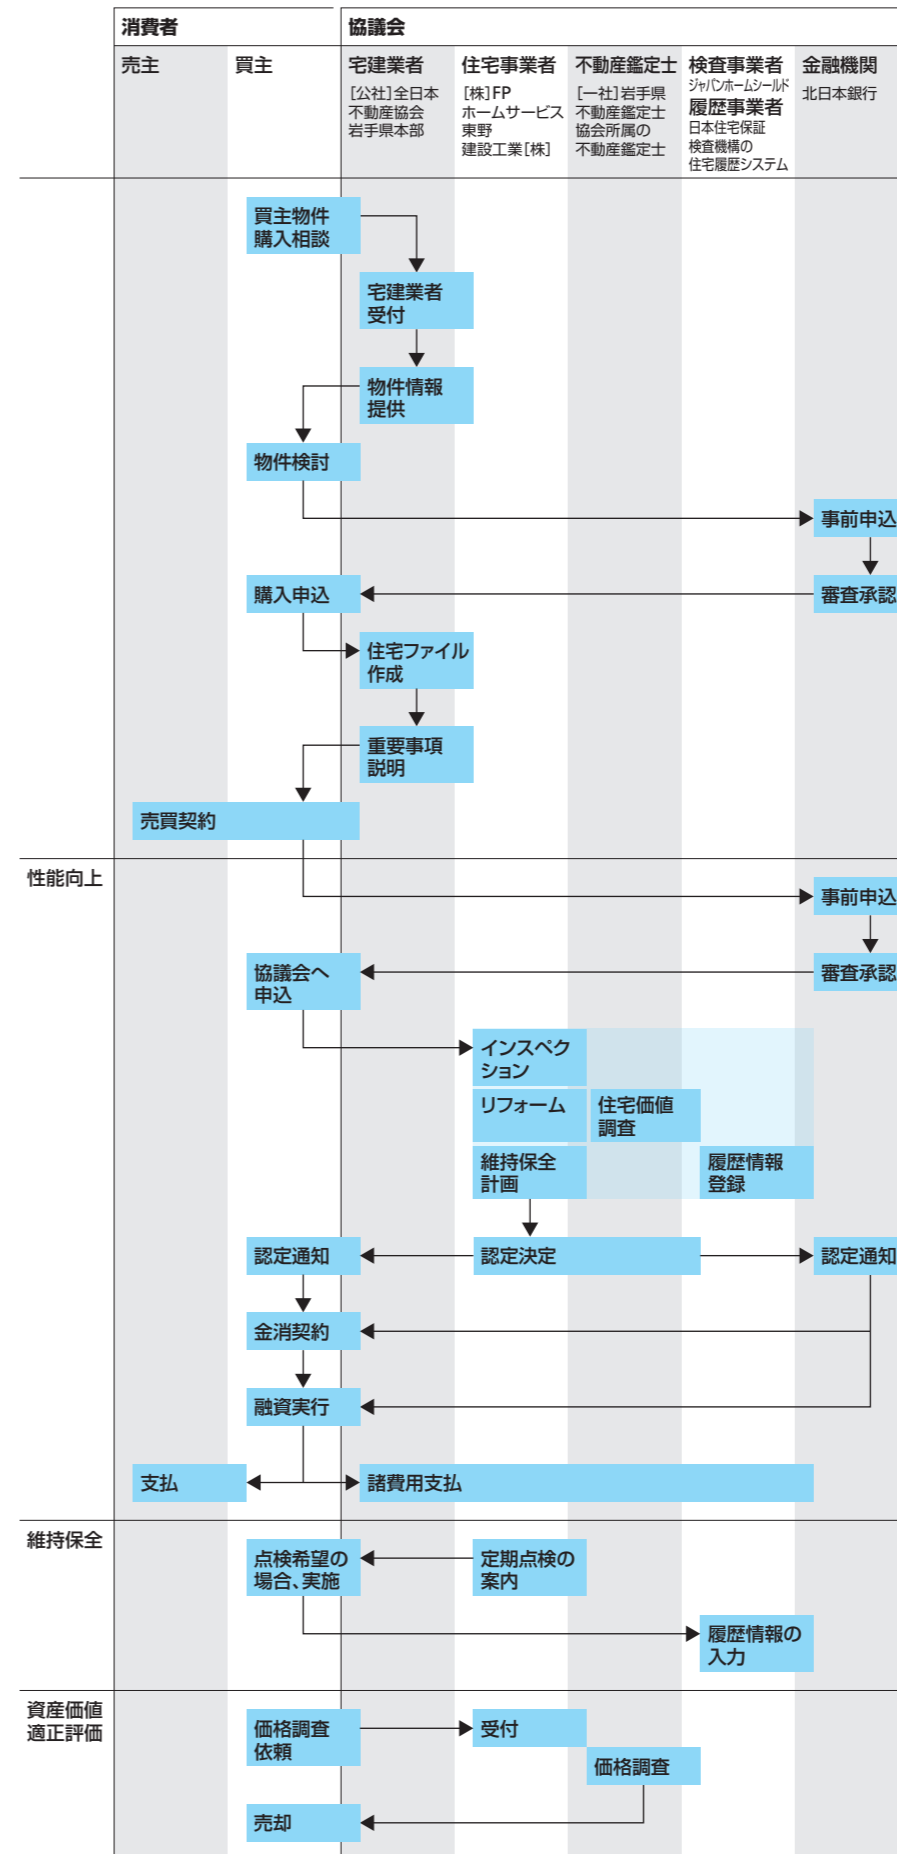 消費者
協議会
売主
買主
宅建業者
[公社]全日本
不動産協会
岩手県本部
住宅事業者
[株]FP
ホームサービス
東野
建設工業[株]
不動産鑑定士
[一社]岩手県
不動産鑑定士
協会所属の
不動産鑑定士
検査事業者
ジャパンホームシールド
履歴事業者
日本住宅保証
検査機構の
住宅履歴システム
金融機関
北日本銀行
買主物件
購入相談
宅建業者
受付
物件情報
提供
物件検討
事前申込
購入申込
審査承認
住宅ファイル
作成
重要事項
説明
売買契約
性能向上
事前申込
協議会へ
申込
審査承認
インスペク
ション
リフォーム
住宅価値
調査
維持保全
計画
履歴情報
登録
認定通知
認定決定
認定通知
金消契約
融資実行
支払
諸費用支払
維持保全
点検希望の
場合、実施
定期点検の
案内
履歴情報の
入力
資産価値
適正評価
価格調査
依頼
受付
価格調査
売却